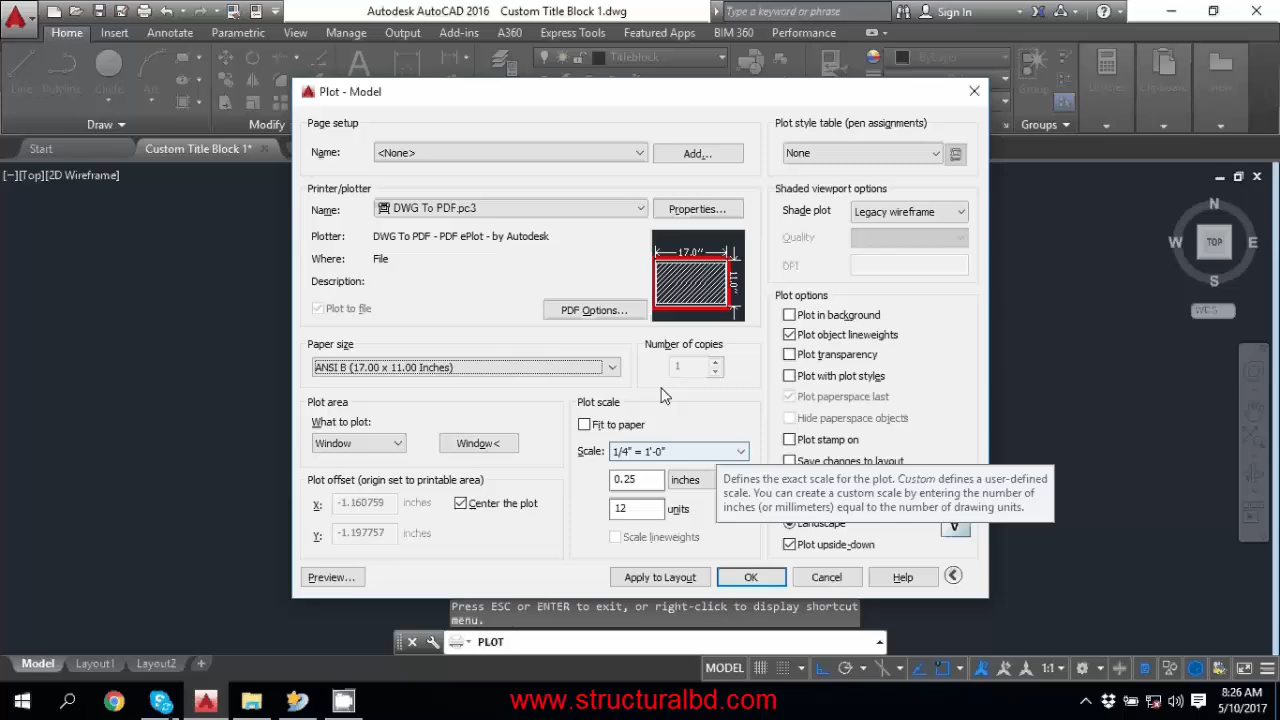 Autodesk AutoCAD 2016 Custom Title Block 1.dwg
Type a keyword or phrase
Sign In
Home Insert Annotate Parametric View Manage Output Add-ins A360 Express Tools Featured Apps BIM 360 Performance
Titleblock
ByLayer
Line Polyline Circle Arc
Group
Draw
Modify
Groups
Start
Custom Title Block 1*
[−][Top][2D Wireframe]
N
W TOP E
S
WCS
Plot - Model
Page setup
Name: <None> Add...
Printer/plotter
Name: DWG To PDF.pc3 Properties...
Plotter: DWG To PDF - PDF ePlot - by Autodesk
Where: File
Description:
Plot to file
PDF Options...
17.0''
11.0''
Paper size
ANSI B (17.00 x 11.00 Inches)
Number of copies
1
Plot area
What to plot:
Window Window<
Plot offset (origin set to printable area)
X: -1.160759 inches Center the plot
Y: -1.197757 inches
Plot scale
Fit to paper
Scale: 1/4" = 1'-0"
0.25 inches
12 units
Scale lineweights
Plot style table (pen assignments)
None
Shaded viewport options
Shade plot Legacy wireframe
Quality
DPI
Plot options
Plot in background
Plot object lineweights
Plot transparency
Plot with plot styles
Plot paperspace last
Hide paperspace objects
Plot stamp on
Save changes to layout
Defines the exact scale for the plot. Custom defines a user-defined
scale. You can create a custom scale by entering the number of
inches (or millimeters) equal to the number of drawing units.
Landscape
Plot upside-down
Preview... Apply to Layout OK Cancel Help
Press ESC or ENTER to exit, or right-click to display shortcut
menu.
PLOT
Model Layout1 Layout2 +
MODEL 1:1
www.structuralbd.com
8:26 AM
5/10/2017